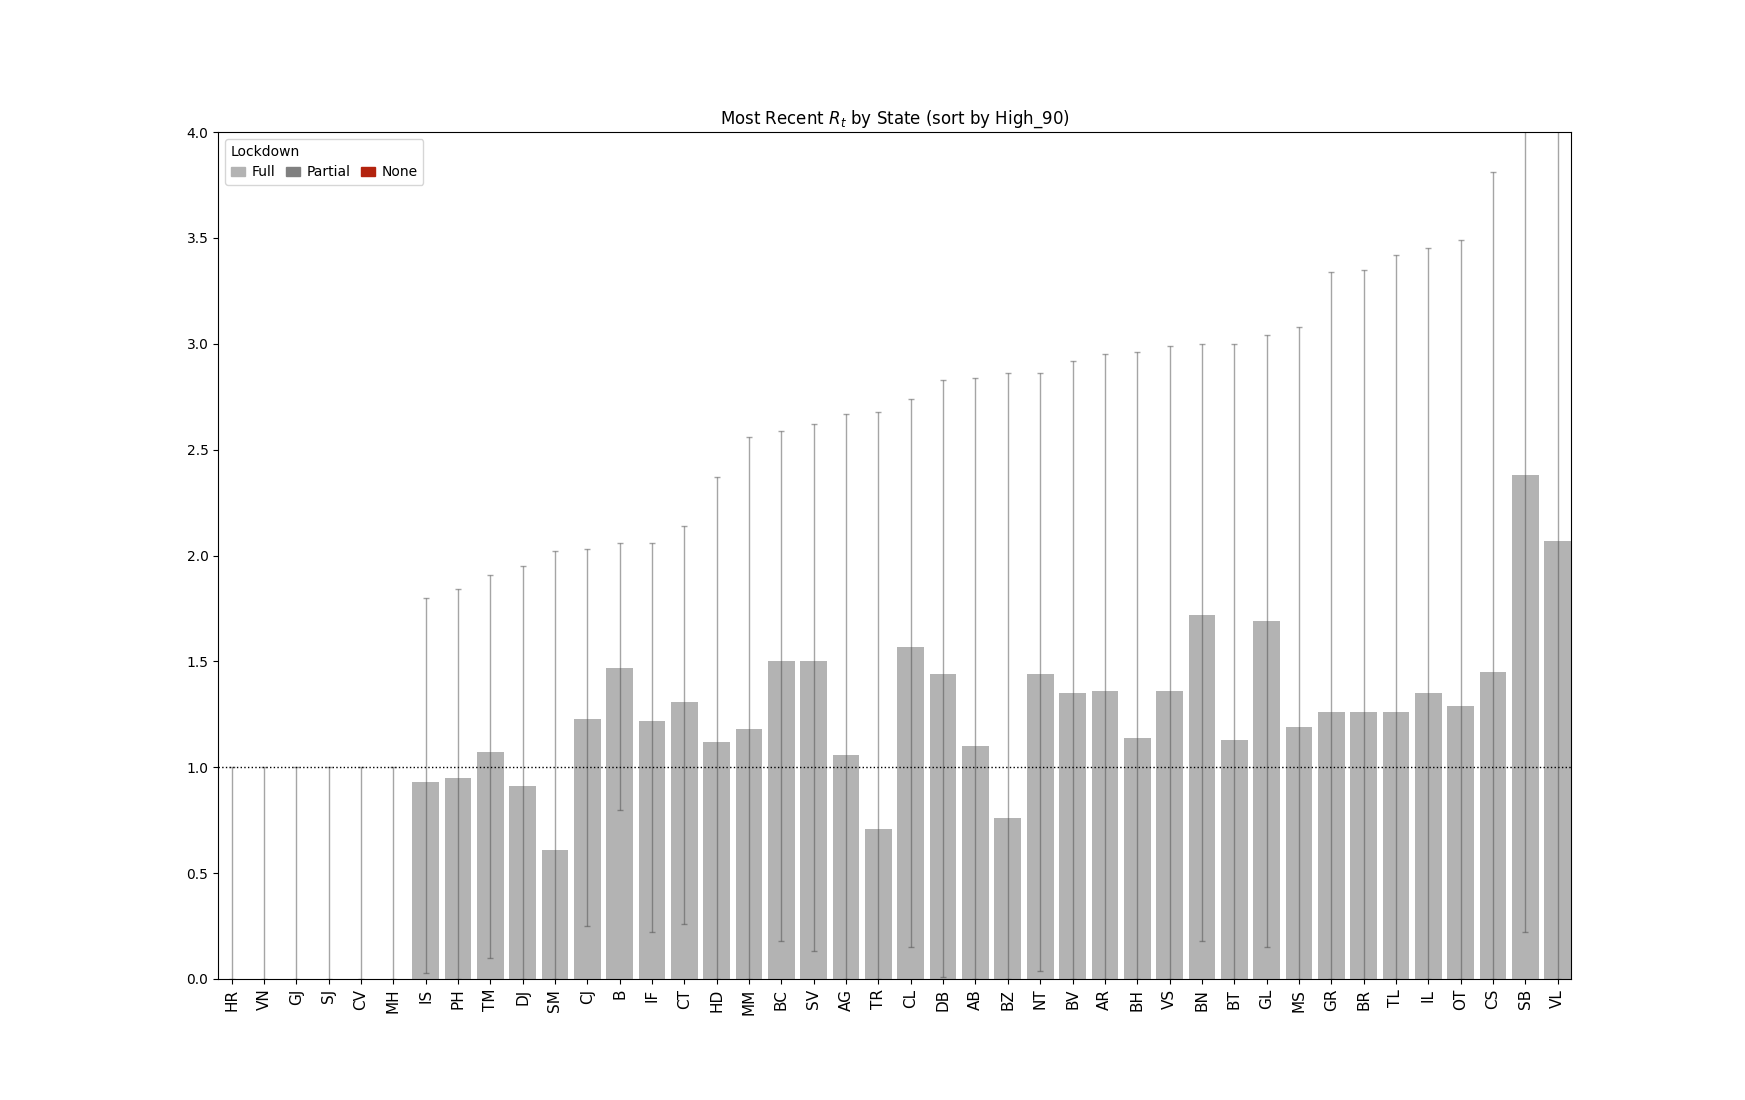 Most Recent Rt by State (sort by High_90)
Lockdown
Full Partial None
4.0
3.5
3.0
2.5
2.0
1.5
1.0
0.5
0.0
HR VN GJ SJ CV MH IS PH TM DJ SM CJ B IF CT HD MM BC SV AG TR CL DB AB BZ NT BV AR BH VS BN BT GL MS GR BR TL IL OT CS SB VL